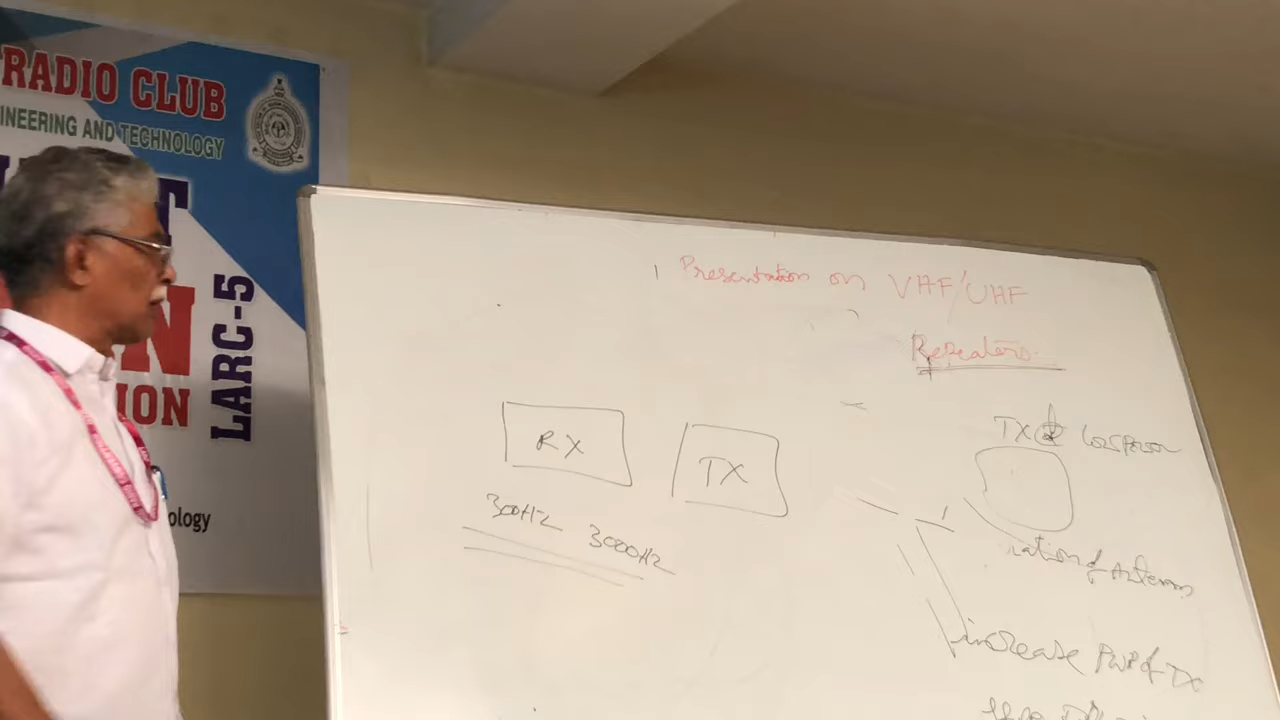 RADIO CLUB
INEERING AND TECHNOLOGY
LARC-5
ION
ology
Presentation on VHF/UHF
Repeaters
RX
TX
300HZ 3000HZ
TX
ration of Antenn
increase PWR of TX